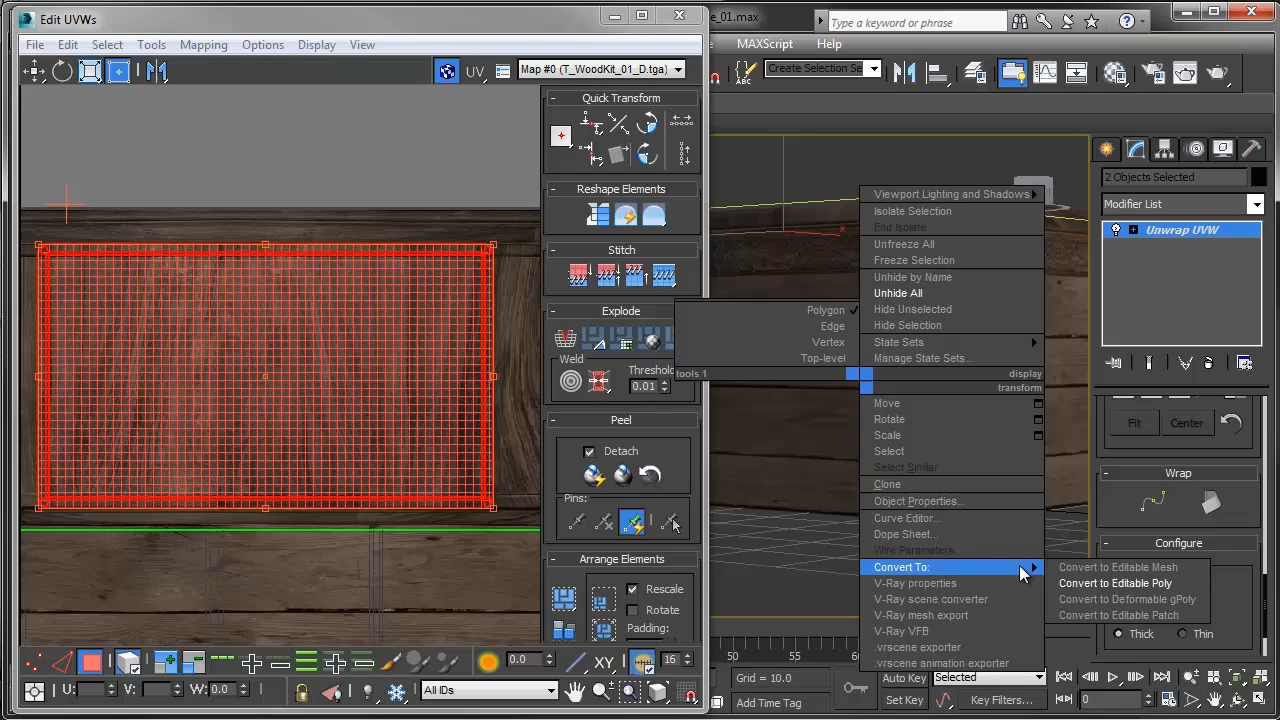 Edit UVWs
e_01.max
Type a keyword or phrase
File Edit Select Tools Mapping Options Display View
MAXScript Help
UV
Map #0 (T_WoodKit_01_D.tga)
ABC
Create Selection Se
Quick Transform
Reshape Elements
Stitch
Explode
Weld
Threshold
0.01
Peel
Detach
Pins:
Arrange Elements
Rescale
Rotate
Padding:
Viewport Lighting and Shadows
Isolate Selection
End Isolate
Unfreeze All
Freeze Selection
Unhide by Name
Unhide All
Hide Unselected
Hide Selection
State Sets
Manage State Sets...
Polygon
Edge
Vertex
Top-level
tools 1
display
transform
Move
Rotate
Scale
Select
Select Similar
Clone
Object Properties...
Curve Editor...
Dope Sheet...
Wire Parameters...
Convert To:
V-Ray properties
V-Ray scene converter
V-Ray mesh export
V-Ray VFB
.vrscene exporter
.vrscene animation exporter
Convert to Editable Mesh
Convert to Editable Poly
Convert to Deformable gPoly
Convert to Editable Patch
2 Objects Selected
Modifier List
Unwrap UVW
Fit Center
Wrap
Configure
Thick Thin
0.0
XY
16
U: V: W: 0.0
All IDs
50 55
Grid = 10.0
Add Time Tag
Auto Key Selected
Set Key Key Filters...
0